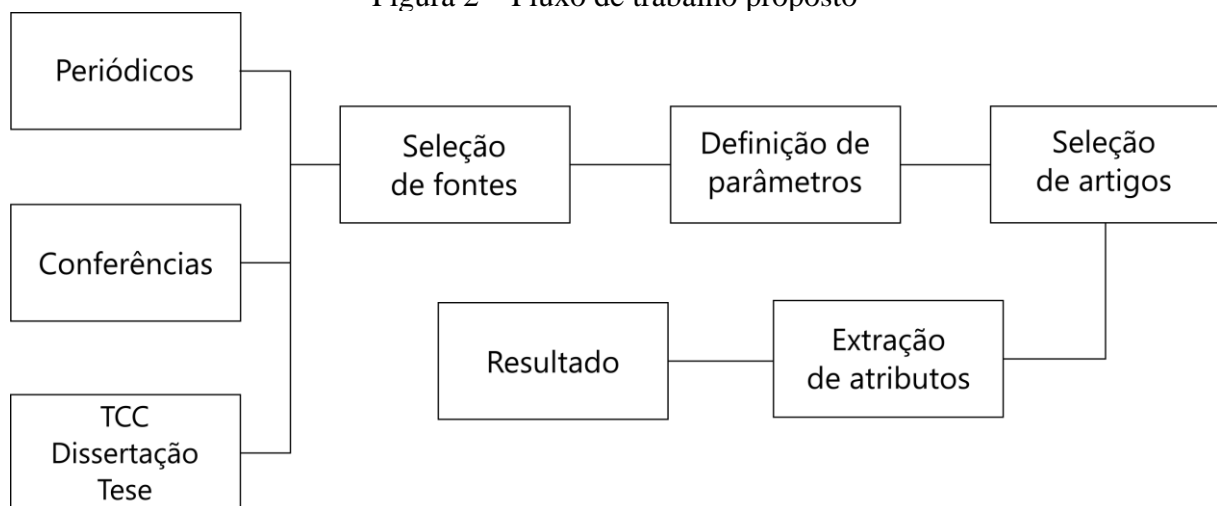 Figura 2 – Fluxo de trabalho proposto
Periódicos
Conferências
TCC
Dissertação
Tese
Seleção
de fontes
Definição de
parâmetros
Seleção
de artigos
Extração
de atributos
Resultado